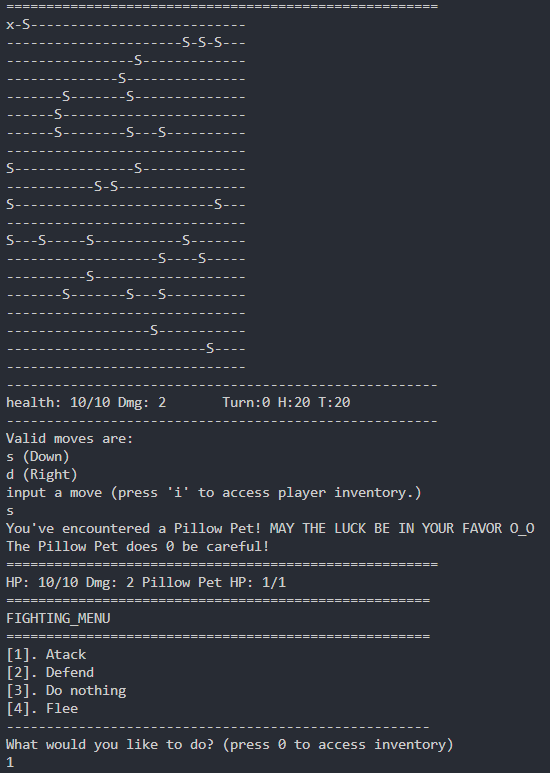 ======================================================
x-S---------------------------
----------------------S-S-S---
----------------S-------------
--------------S---------------
-------S-------S--------------
------S-----------------------
------S--------S---S----------
------------------------------
S---------------S-------------
-----------S-S----------------
S-------------------------S---
------------------------------
S---S-----S-----------S-------
-------------------S----S-----
----------S-------------------
-------S-------S---S----------
------------------------------
------------------S-----------
-------------------------S----
------------------------------
------------------------------------------------------
health: 10/10 Dmg: 2       Turn:0 H:20 T:20
------------------------------------------------------
Valid moves are:
s (Down)
d (Right)
input a move (press 'i' to access player inventory.)
s
You've encountered a Pillow Pet! MAY THE LUCK BE IN YOUR FAVOR O_O
The Pillow Pet does 0 be careful!
======================================================
HP: 10/10 Dmg: 2 Pillow Pet HP: 1/1
=====================================================
FIGHTING_MENU
=====================================================
[1]. Atack
[2]. Defend
[3]. Do nothing
[4]. Flee
-----------------------------------------------------
What would you like to do? (press 0 to access inventory)
1